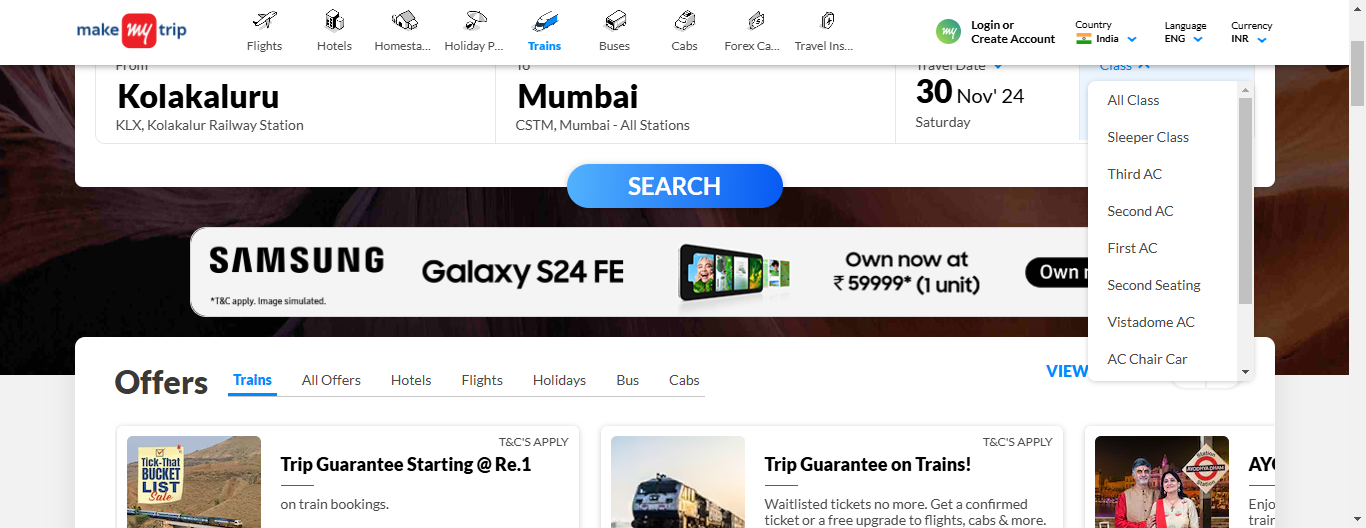 make my trip
Flights
Hotels
Homesta...
Holiday P...
Trains
Buses
Cabs
Forex Ca...
Travel Ins...
my
Login or
Create Account
Country
India
Language
ENG
Currency
INR
From
To
Travel Date
Class
Kolakaluru
KLX, Kolakalur Railway Station
Mumbai
CSTM, Mumbai - All Stations
30 Nov' 24
Saturday
All Class
Sleeper Class
Third AC
Second AC
First AC
Second Seating
Vistadome AC
AC Chair Car
SEARCH
SAMSUNG
*T&C apply. Image simulated.
Galaxy S24 FE
Own now at
₹ 59999* (1 unit)
Own n
Offers
Trains
All Offers
Hotels
Flights
Holidays
Bus
Cabs
VIEW
TICK-THAT
BUCKET
LIST
Sale
T&C'S APPLY
Trip Guarantee Starting @ Re.1
on train bookings.
T&C'S APPLY
Trip Guarantee on Trains!
Waitlisted tickets no more. Get a confirmed
ticket or a free upgrade to flights, cabs & more.
Station
AYODHYA DHAM
Station
AYO
Enjo
train